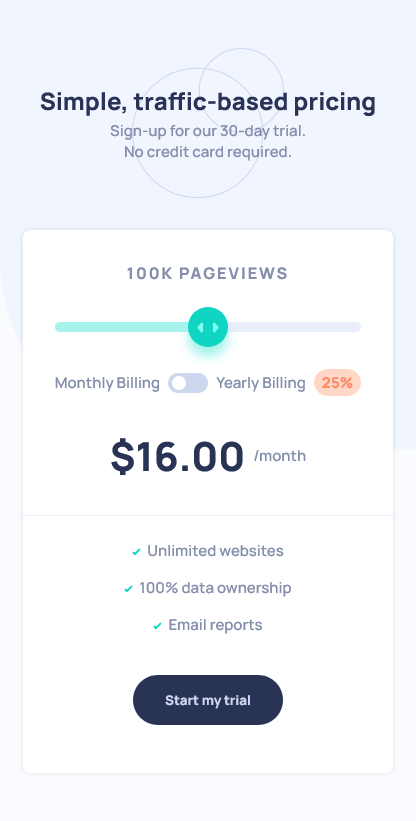 Simple, traffic-based pricing
Sign-up for our 30-day trial.
No credit card required.
100K PAGEVIEWS
Monthly Billing Yearly Billing 25%
$16.00 /month
Unlimited websites
100% data ownership
Email reports
Start my trial